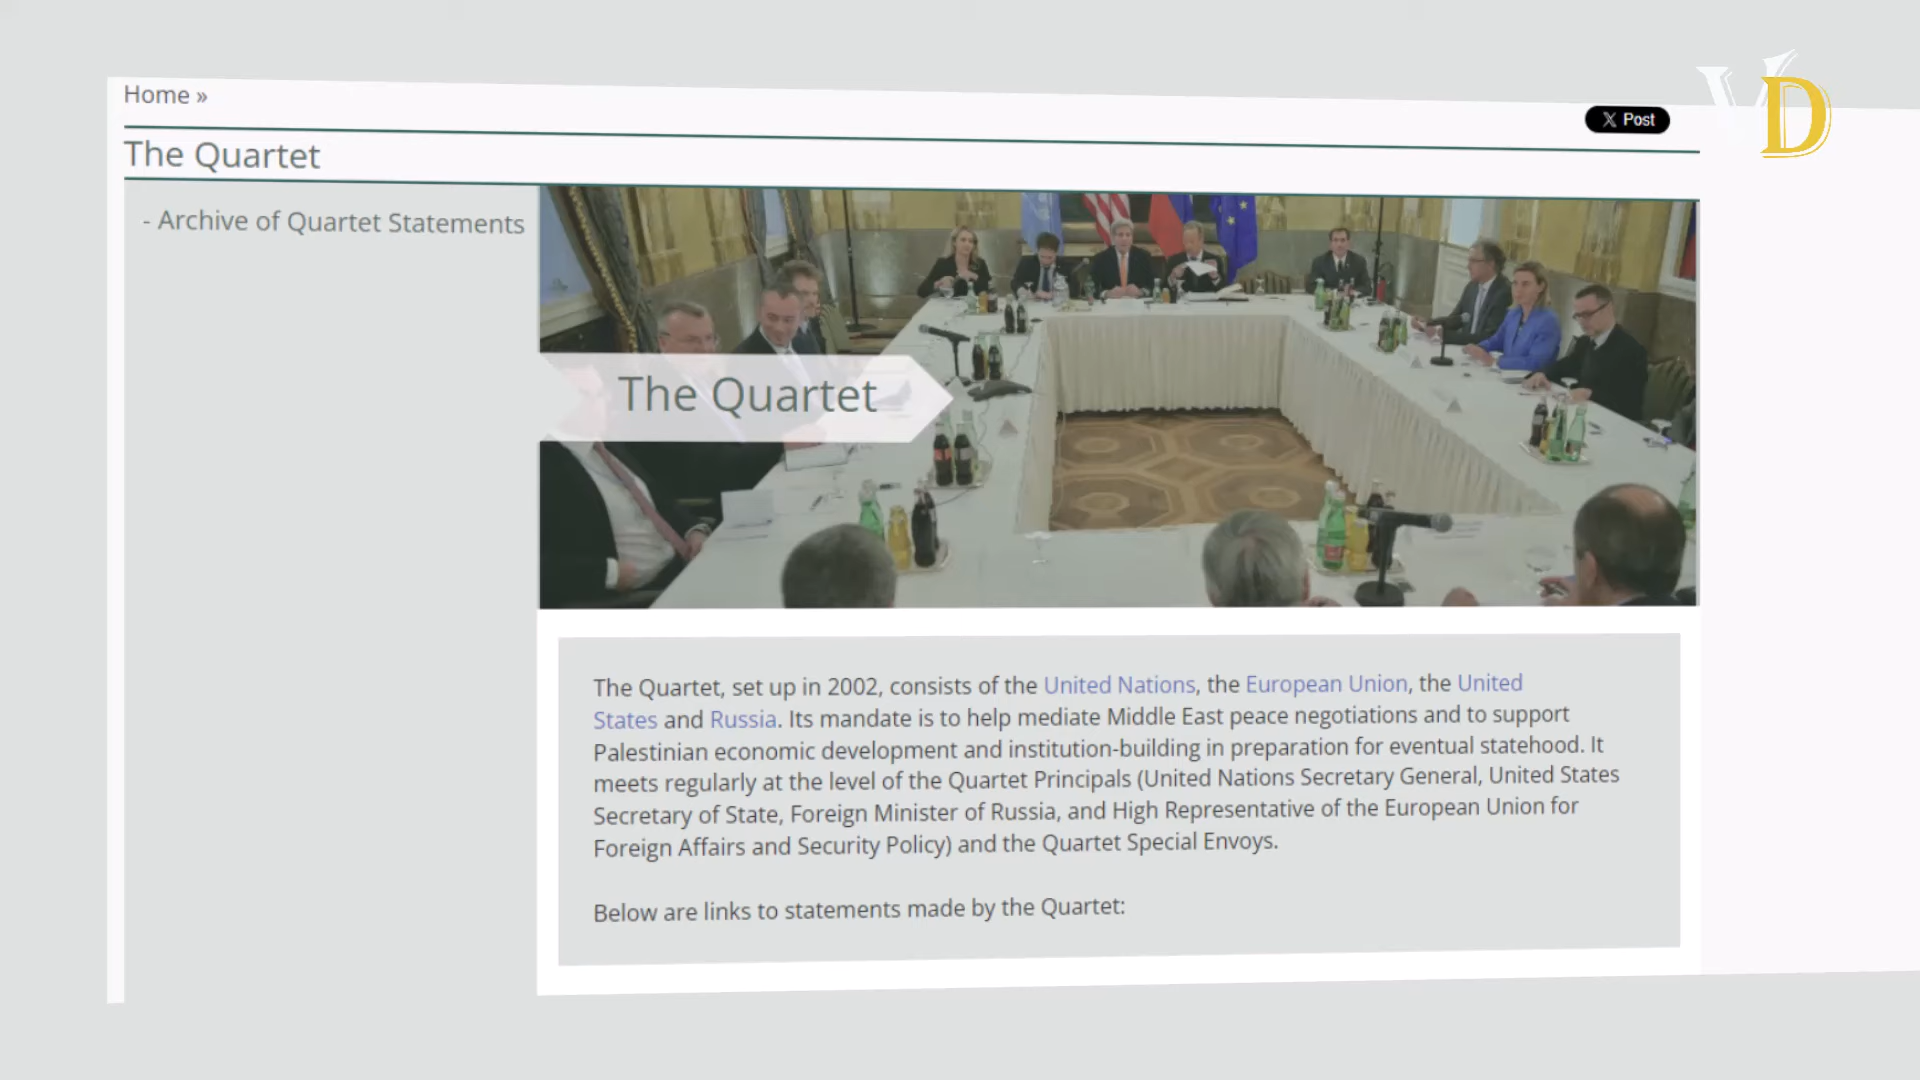 Home »
X Post
VD
The Quartet
- Archive of Quartet Statements
The Quartet
The Quartet, set up in 2002, consists of the United Nations, the European Union, the United
States and Russia. Its mandate is to help mediate Middle East peace negotiations and to support
Palestinian economic development and institution-building in preparation for eventual statehood. It
meets regularly at the level of the Quartet Principals (United Nations Secretary General, United States
Secretary of State, Foreign Minister of Russia, and High Representative of the European Union for
Foreign Affairs and Security Policy) and the Quartet Special Envoys.
Below are links to statements made by the Quartet: